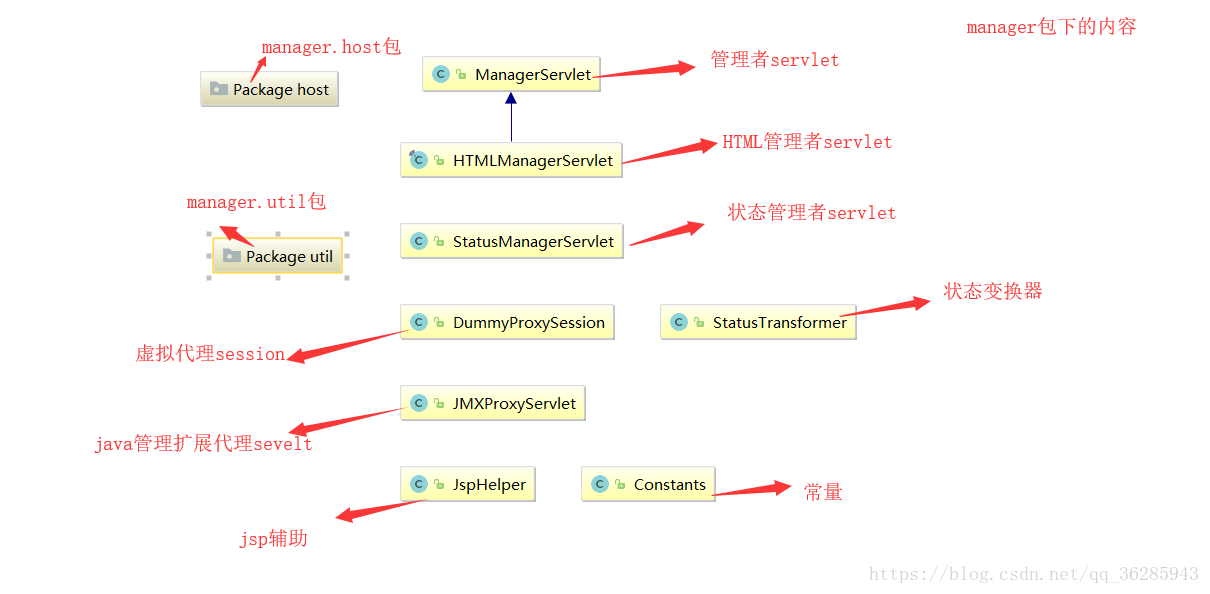 manager包下的内容
manager.host包
Package host
ManagerServlet
管理者servlet
HTMLManagerServlet
HTML管理者servlet
manager.util包
Package util
StatusManagerServlet
状态管理者servlet
DummyProxySession
虚拟代理session
StatusTransformer
状态变换器
JMXProxyServlet
java管理扩展代理sevelt
JspHelper
jsp辅助
Constants
常量
https://blog.csdn.net/qq_36285943